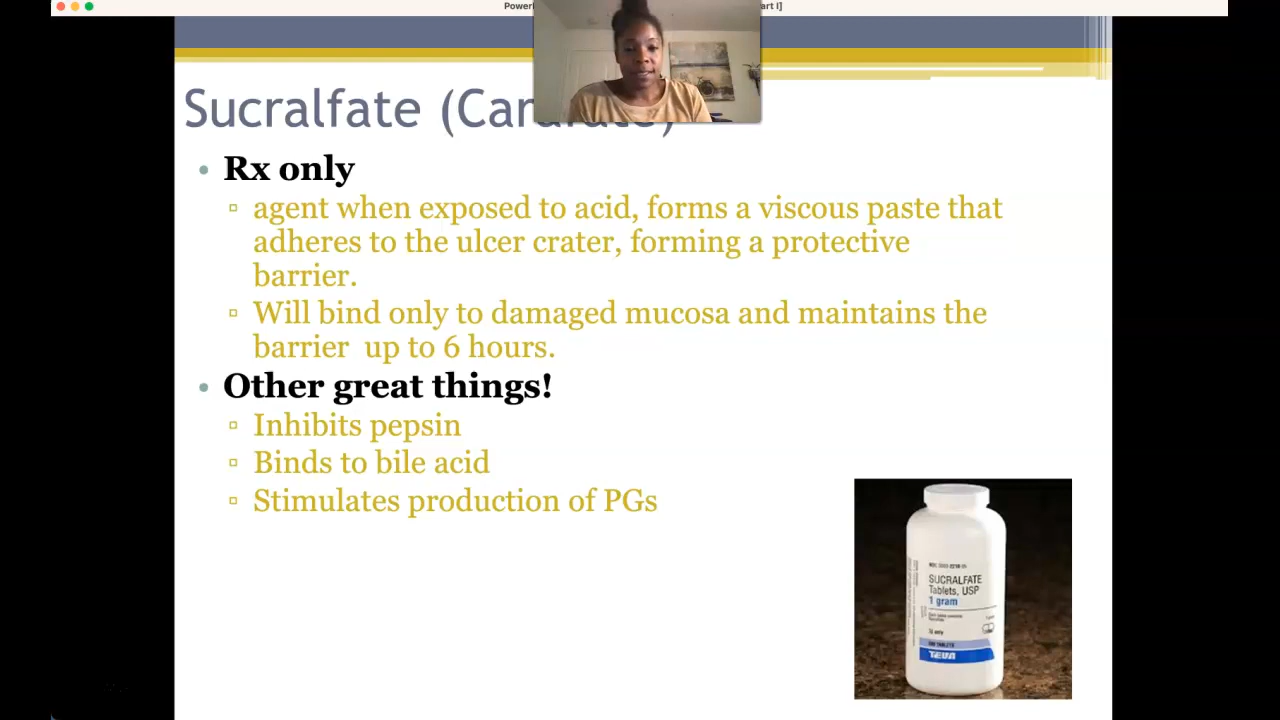 Powerl
art I]
Sucralfate (Carafate)
• Rx only
▫ agent when exposed to acid, forms a viscous paste that
adheres to the ulcer crater, forming a protective
barrier.
▫ Will bind only to damaged mucosa and maintains the
barrier up to 6 hours.
• Other great things!
▫ Inhibits pepsin
▫ Binds to bile acid
▫ Stimulates production of PGs
SUCRALFATE
Tablets, USP
1 gram
TEVA